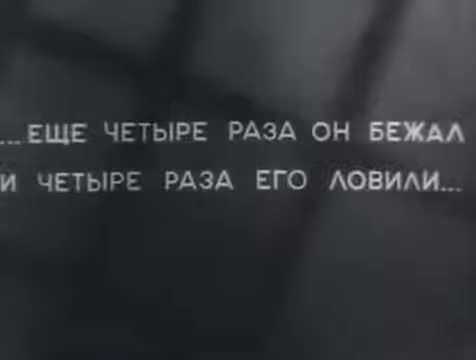 ...ЕЩЕ ЧЕТЫРЕ РАЗА ОН БЕЖАЛ
И ЧЕТЫРЕ РАЗА ЕГО ЛОВИЛИ...